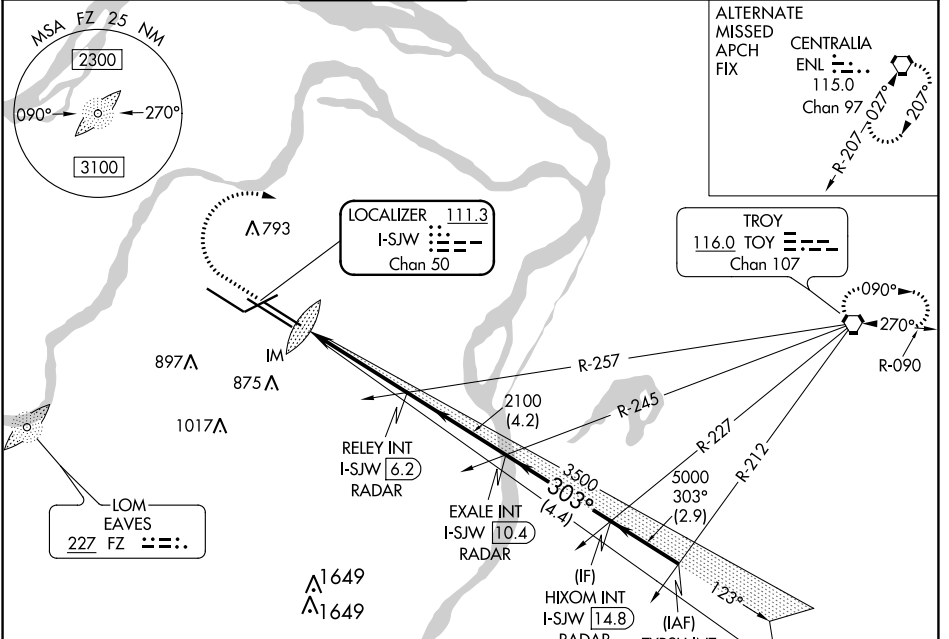 MSA FZ 25 NM
2300
090°
270°
3100
ALTERNATE
MISSED
APCH
FIX
CENTRALIA
ENL
115.0
Chan 97
R-207
027°
207°
793
LOCALIZER 111.3
I-SJW
Chan 50
TROY
116.0 TOY
Chan 107
090°
270°
R-090
IM
897
875
1017
R-257
R-245
R-227
R-212
2100
(4.2)
RELEY INT
I-SJW 6.2
RADAR
3500
303°
(4.4)
5000
303°
(2.9)
EXALE INT
I-SJW 10.4
RADAR
LOM
EAVES
227 FZ
1649
1649
(IF)
HIXOM INT
I-SJW 14.8
RADAR
123°
(IAF)